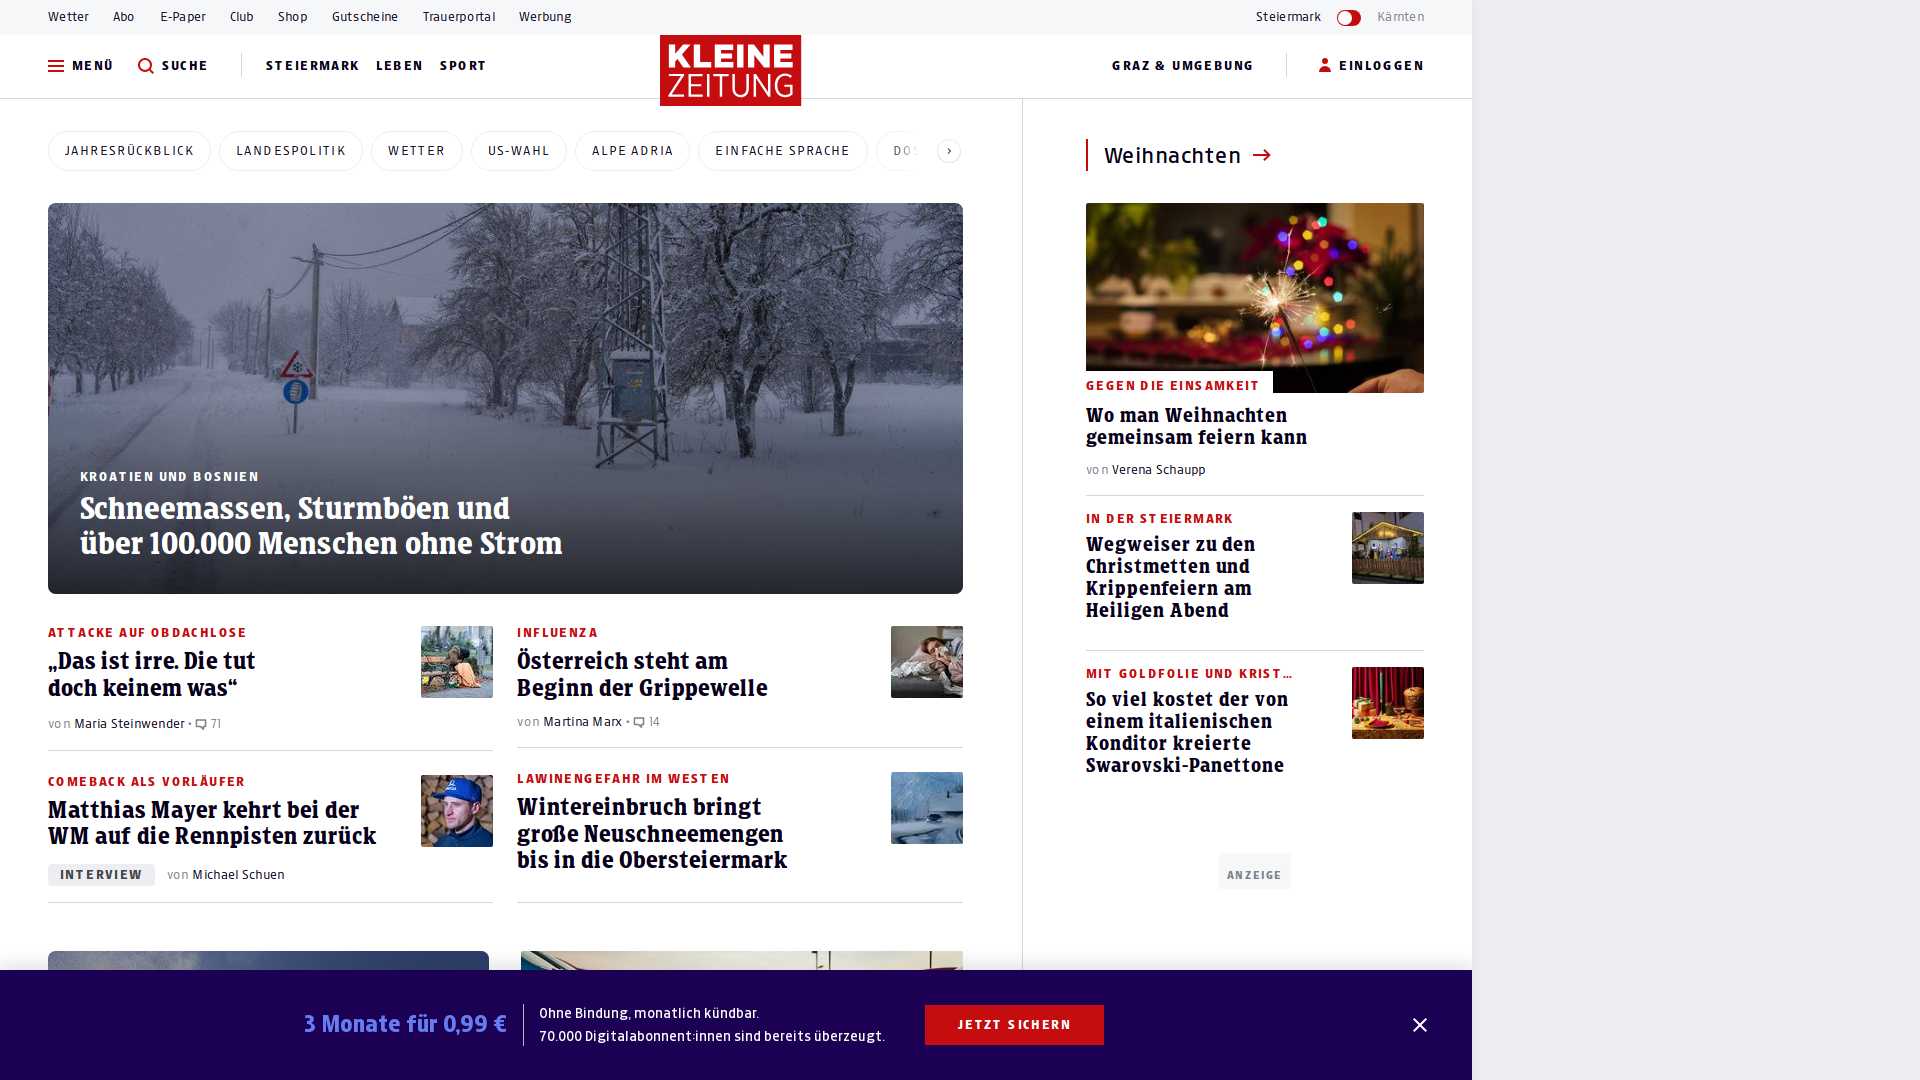 Wetter Abo E-Paper Club Shop Gutscheine Trauerportal Werbung
Steiermark Kärnten
MENÜ SUCHE STEIERMARK LEBEN SPORT
KLEINE
ZEITUNG
GRAZ & UMGEBUNG EINLOGGEN
JAHRESRÜCKBLICK LANDESPOLITIK WETTER US-WAHL ALPE ADRIA EINFACHE SPRACHE
KROATIEN UND BOSNIEN
Schneemassen, Sturmböen und
über 100.000 Menschen ohne Strom
ATTACKE AUF OBDACHLOSE
„Das ist irre. Die tut
doch keinem was“
von Maria Steinwender • 71
INFLUENZA
Österreich steht am
Beginn der Grippewelle
von Martina Marx • 14
COMEBACK ALS VORLÄUFER
Matthias Mayer kehrt bei der
WM auf die Rennpisten zurück
INTERVIEW von Michael Schuen
LAWINENGEFAHR IM WESTEN
Wintereinbruch bringt
große Neuschneemengen
bis in die Obersteiermark
Weihnachten
GEGEN DIE EINSAMKEIT
Wo man Weihnachten
gemeinsam feiern kann
von Verena Schaupp
IN DER STEIERMARK
Wegweiser zu den
Christmetten und
Krippenfeiern am
Heiligen Abend
MIT GOLDFOLIE UND KRIST…
So viel kostet der von
einem italienischen
Konditor kreierte
Swarovski-Panettone
ANZEIGE
3 Monate für 0,99 €
Ohne Bindung, monatlich kündbar.
70.000 Digitalabonnent:innen sind bereits überzeugt.
JETZT SICHERN